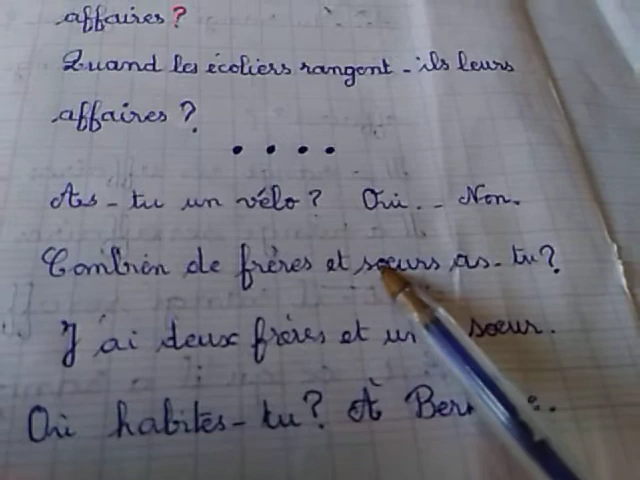 affaires ?
Quand les écoliers rangent-ils leurs
affaires ?
As-tu un vélo ? Oui. - Non.
Combien de frères et sœurs as-tu ?
J'ai deux frères et sœur.
Où habites-tu ? À